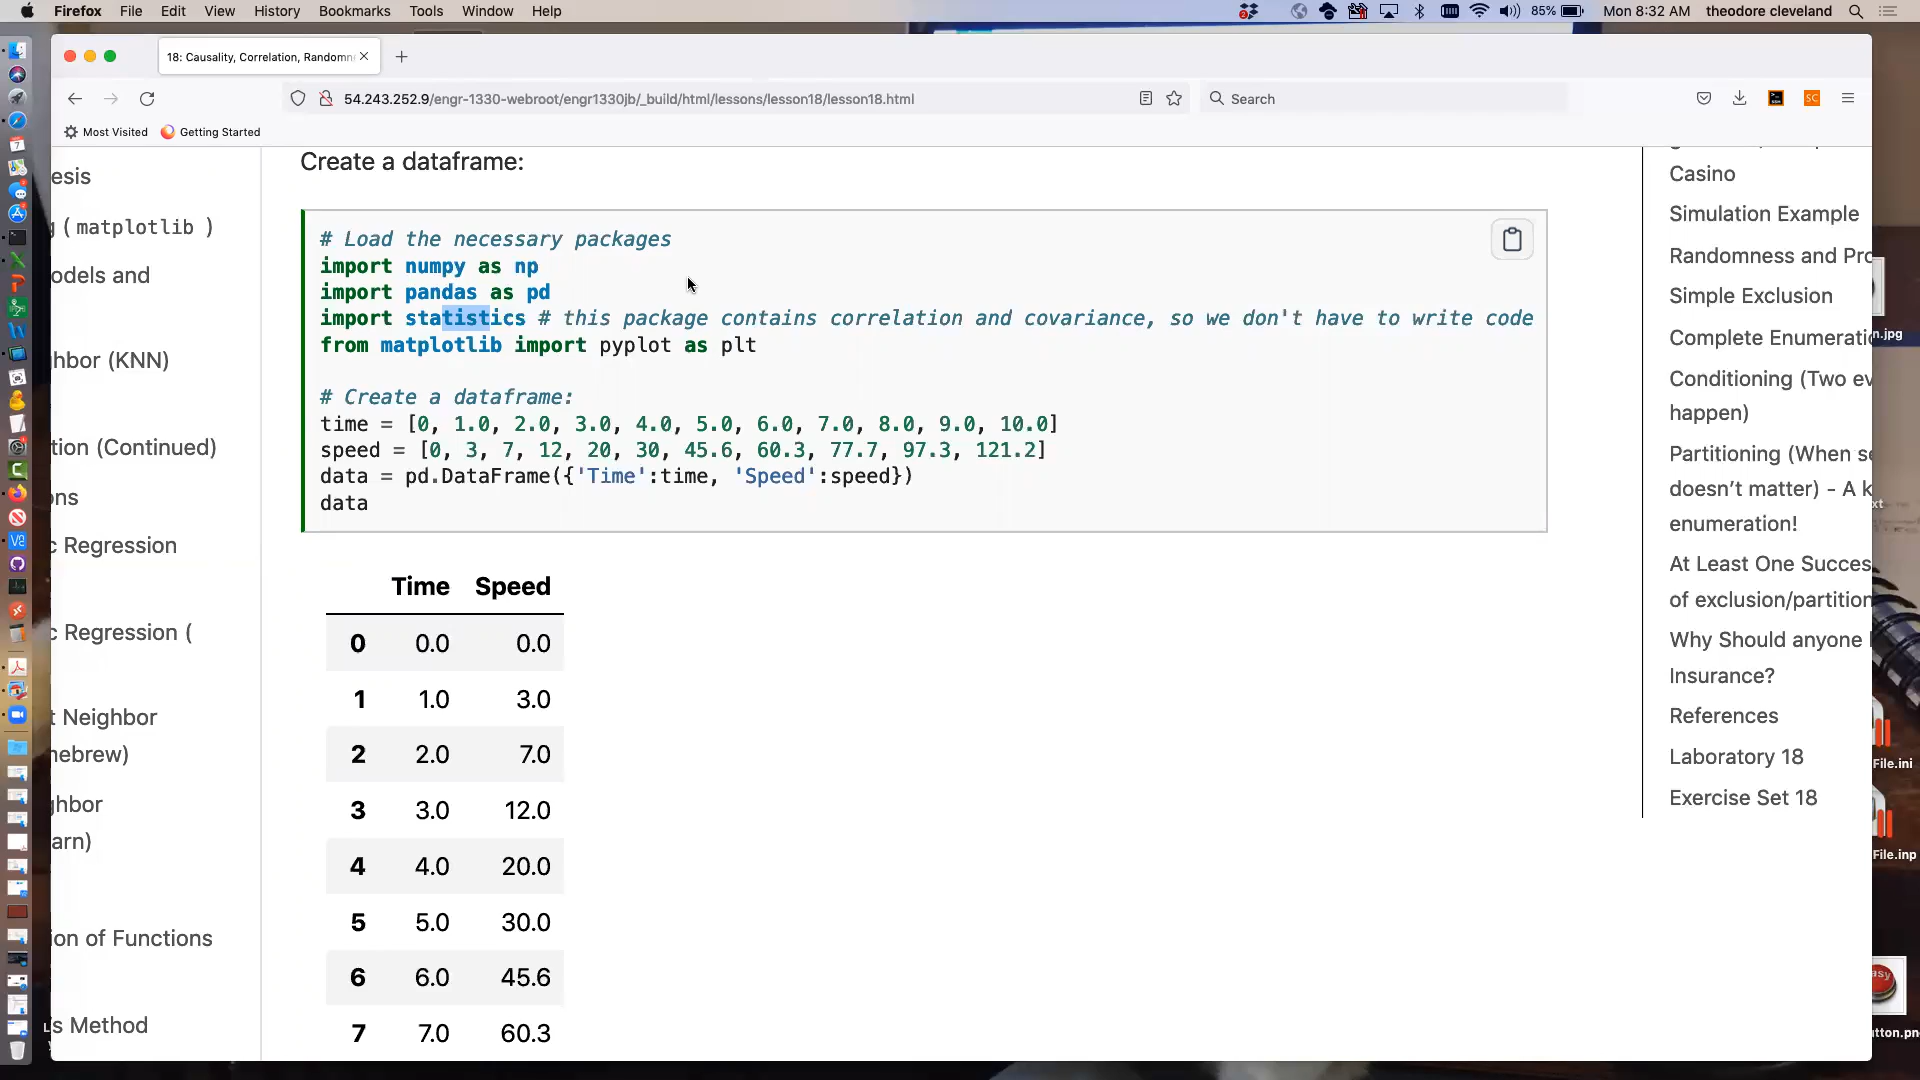 Firefox File Edit View History Bookmarks Tools Window Help 85% Mon 8:32 AM theodore cleveland
18: Causality, Correlation, Randomn
54.243.252.9/engr-1330-webroot/engr1330jb/_build/html/lessons/lesson18/lesson18.html
Search
Most Visited Getting Started
esis
( matplotlib )
odels and
hbor (KNN)
tion (Continued)
ns
c Regression
c Regression (
t Neighbor
nebrew)
hbor
arn)
ion of Functions
's Method
Create a dataframe:
# Load the necessary packages
import numpy as np
import pandas as pd
import statistics # this package contains correlation and covariance, so we don't have to write code
from matplotlib import pyplot as plt
# Create a dataframe:
time = [0, 1.0, 2.0, 3.0, 4.0, 5.0, 6.0, 7.0, 8.0, 9.0, 10.0]
speed = [0, 3, 7, 12, 20, 30, 45.6, 60.3, 77.7, 97.3, 121.2]
data = pd.DataFrame({'Time':time, 'Speed':speed})
data
Time Speed
0 0.0 0.0
1 1.0 3.0
2 2.0 7.0
3 3.0 12.0
4 4.0 20.0
5 5.0 30.0
6 6.0 45.6
7 7.0 60.3
Casino
Simulation Example
Randomness and Pro
Simple Exclusion
Complete Enumeratio
Conditioning (Two ev
happen)
Partitioning (When se
doesn't matter) - A k
enumeration!
At Least One Succes
of exclusion/partition
Why Should anyone
Insurance?
References
Laboratory 18
Exercise Set 18
n.jpg
xt
File.ini
File.inp
utton.pn